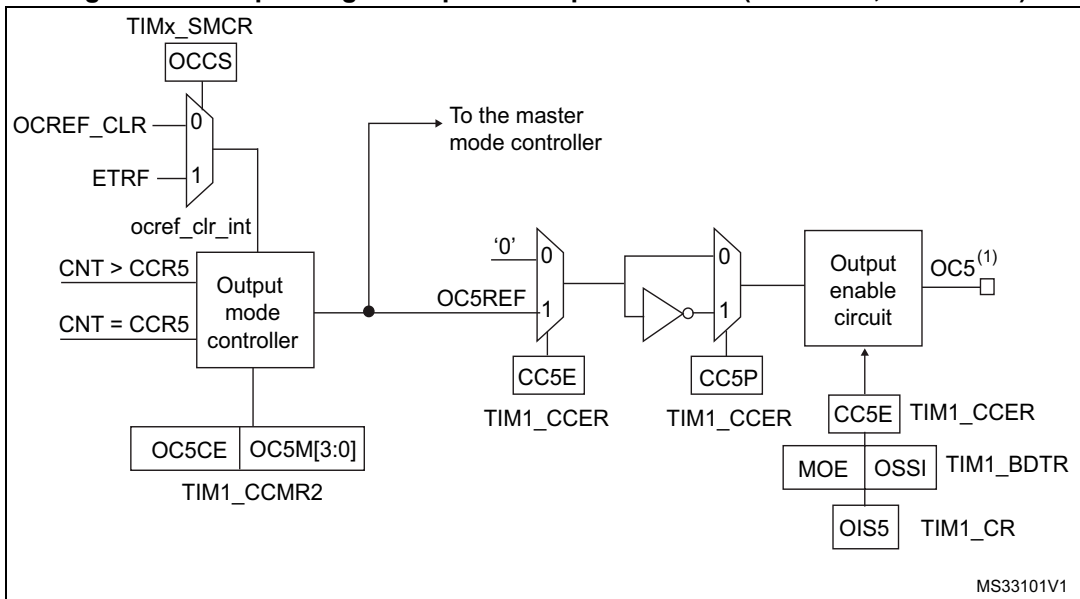 TIMx_SMCR
OCCS
OCREF_CLR
0
ETRF
1
ocref_clr_int
To the master
mode controller
CNT > CCR5
CNT = CCR5
Output
mode
controller
OC5CE
OC5M[3:0]
TIM1_CCMR2
'0'
0
OC5REF
1
CC5E
TIM1_CCER
0
1
CC5P
TIM1_CCER
Output
enable
circuit
OC5(1)
CC5E
TIM1_CCER
MOE
OSSI
TIM1_BDTR
OIS5
TIM1_CR
MS33101V1